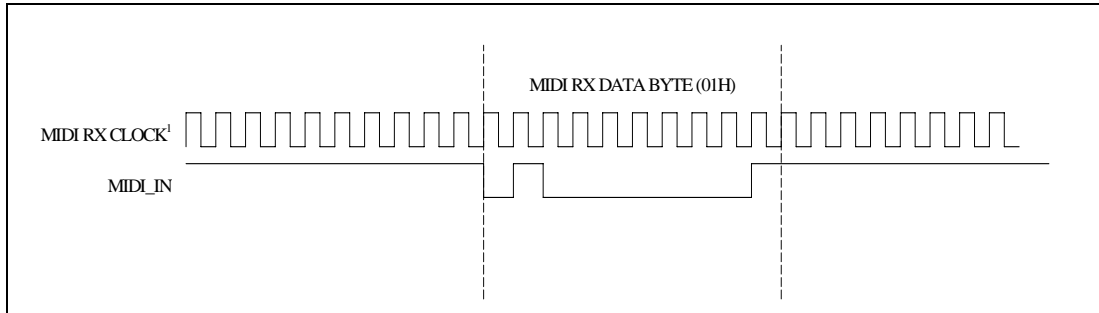 MIDI RX DATA BYTE (01H)
MIDI RX CLOCK¹
MIDI_IN